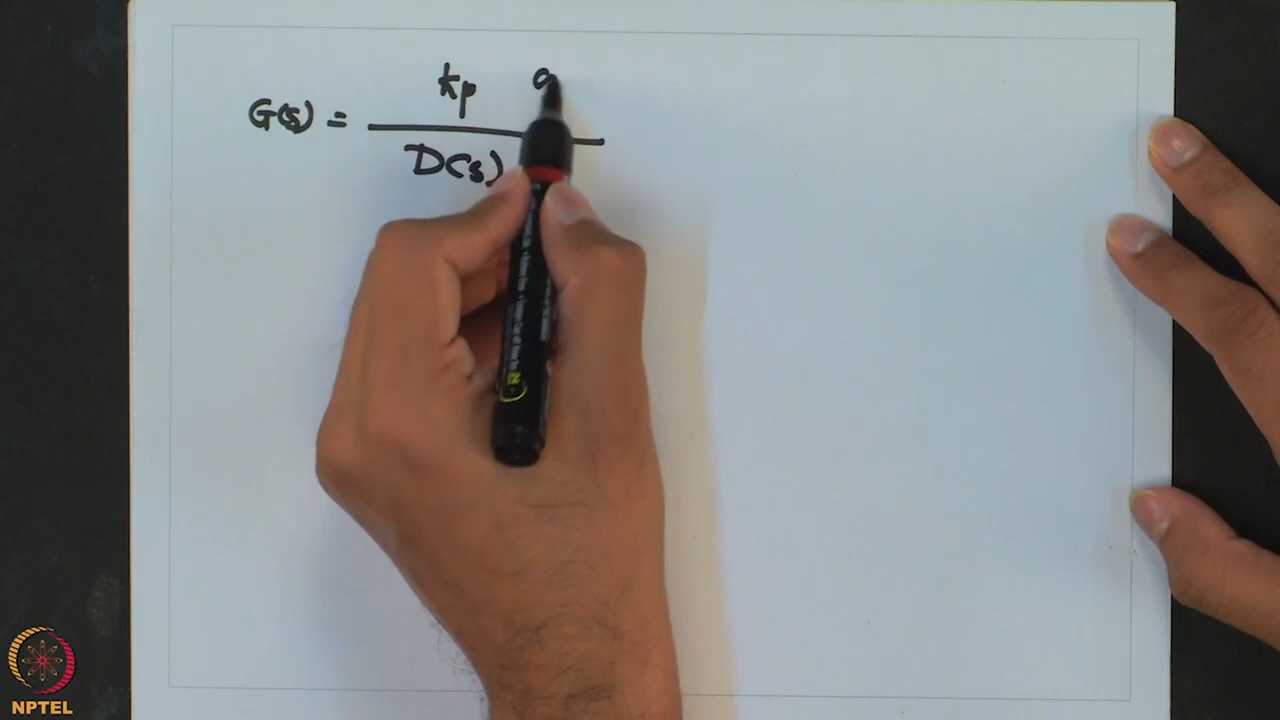 G(s) = kp
D(s)
NPTEL